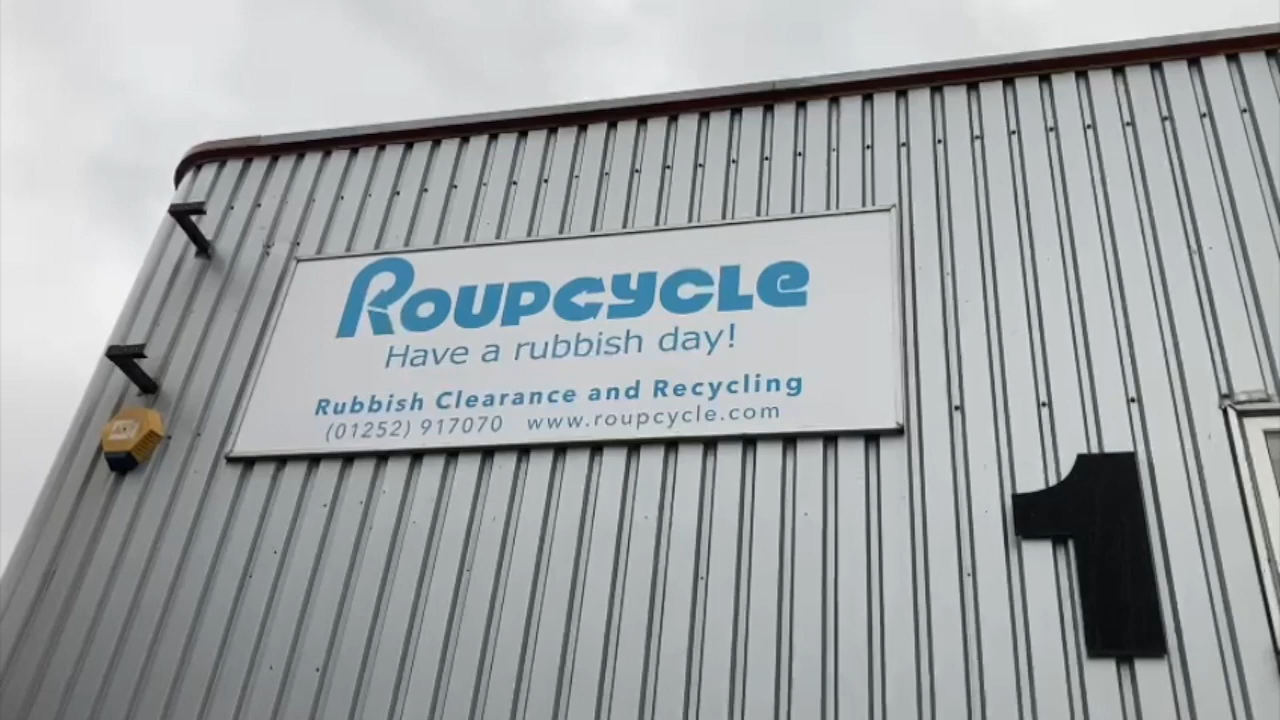 Roupcycle
Have a rubbish day!
Rubbish Clearance and Recycling
(01252) 917070 www.roupcycle.com
1